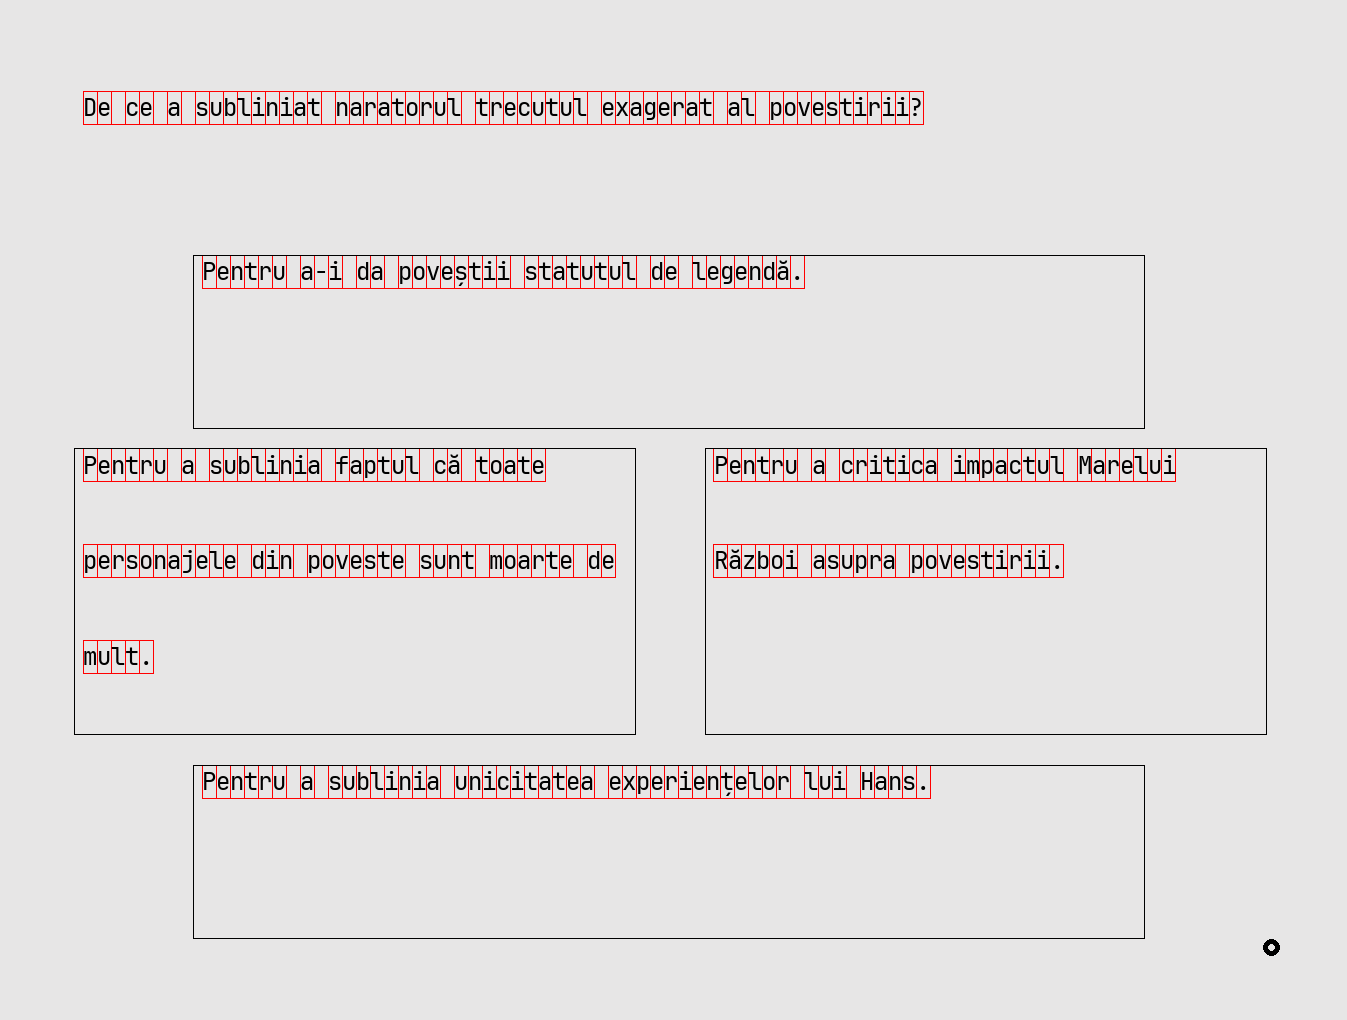 De ce a subliniat naratorul trecutul exagerat al povestirii?
Pentru a-i da poveștii statutul de legendă.
Pentru a sublinia faptul că toate
personajele din poveste sunt moarte de
mult.
Pentru a critica impactul Marelui
Război asupra povestirii.
Pentru a sublinia unicitatea experiențelor lui Hans.